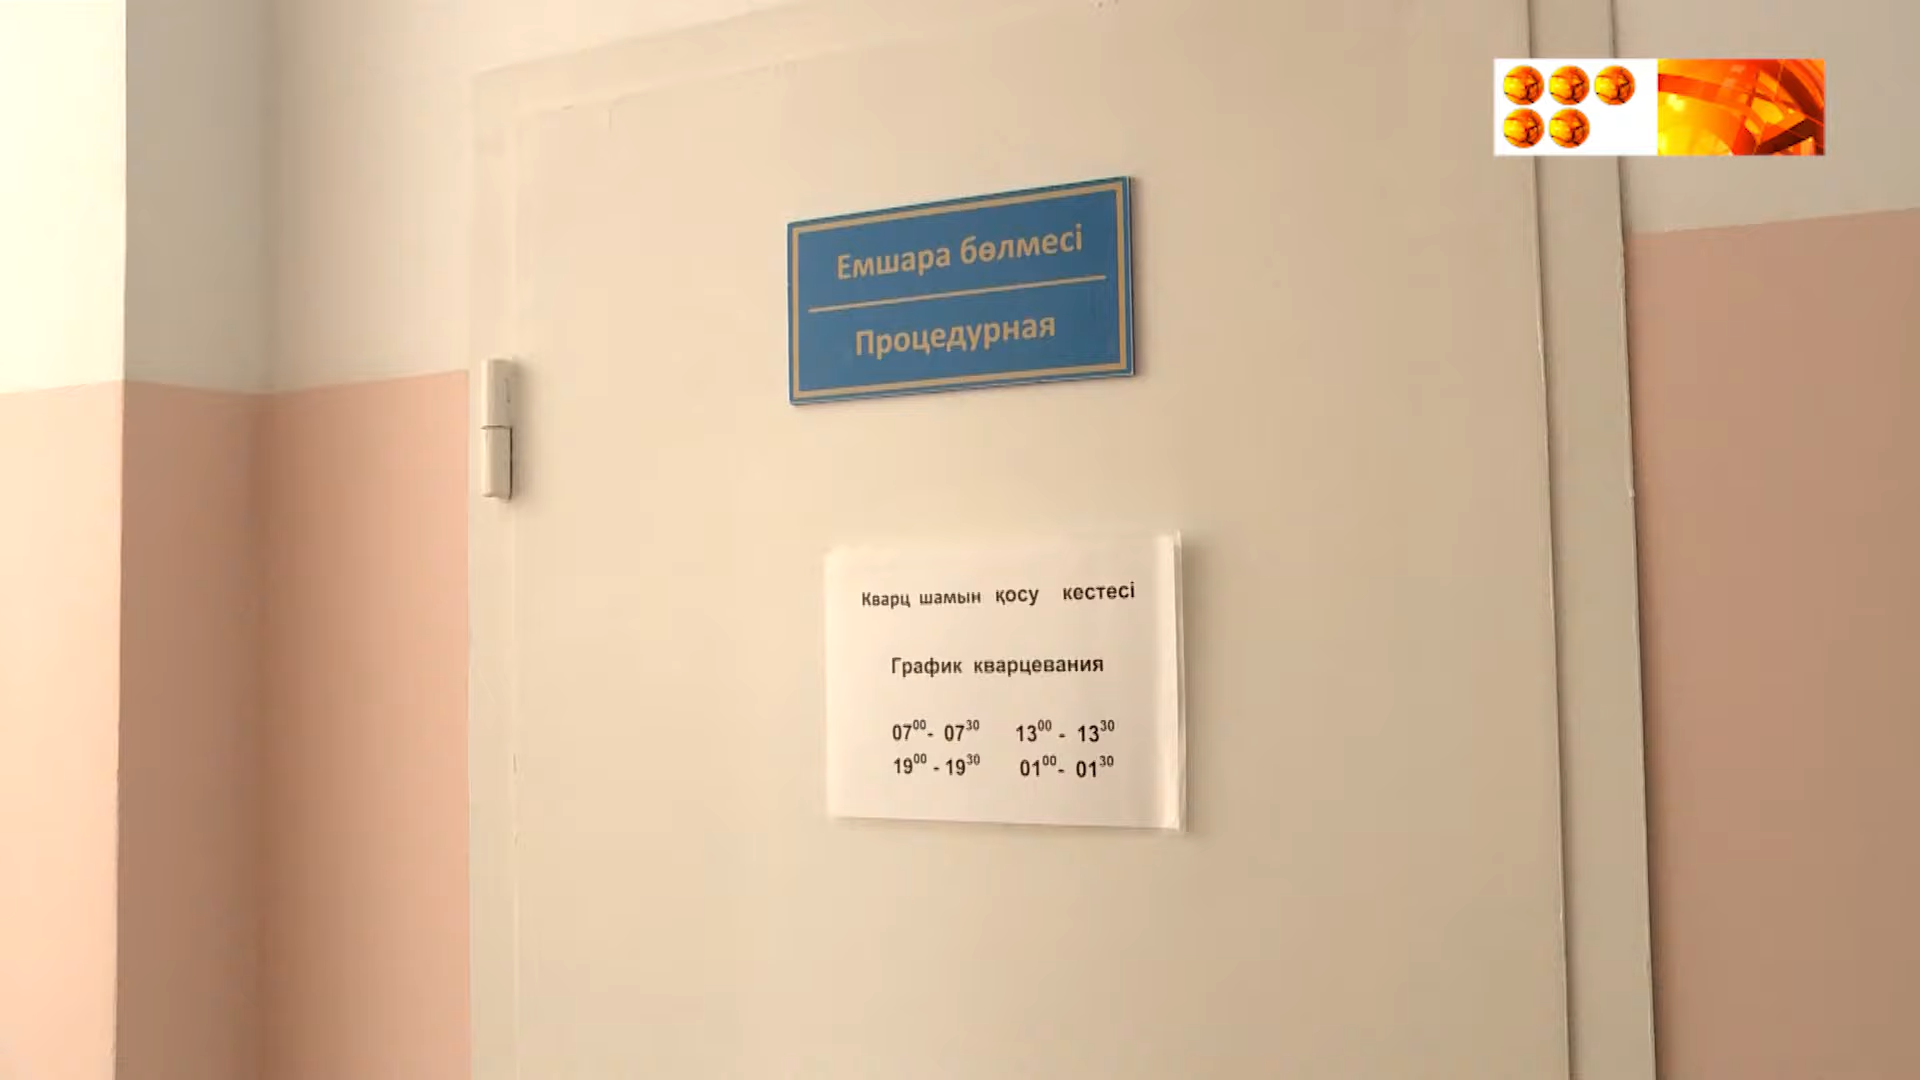 Емшара бөлмесі
Процедурная
Кварц шамын қосу кестесі
График кварцевания
07⁰⁰- 07³⁰ 13⁰⁰ - 13³⁰
19⁰⁰ - 19³⁰ 01⁰⁰- 01³⁰